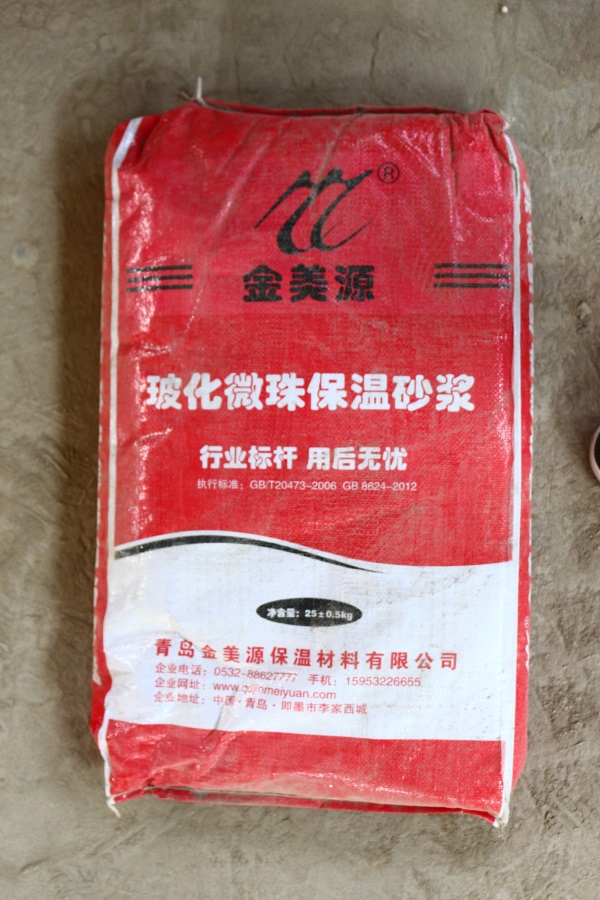 ®
金美源
玻化微珠保温砂浆
行业标杆 用后无忧
执行标准：GB/T20473-2006 GB 8624-2012
净含量：25±0.5kg
青岛金美源保温材料有限公司
企业电话：0532-88627777 手机：15953226655
企业网址：www.qdjinmeiyuan.com
企业地址：中国·青岛·即墨市李家西城